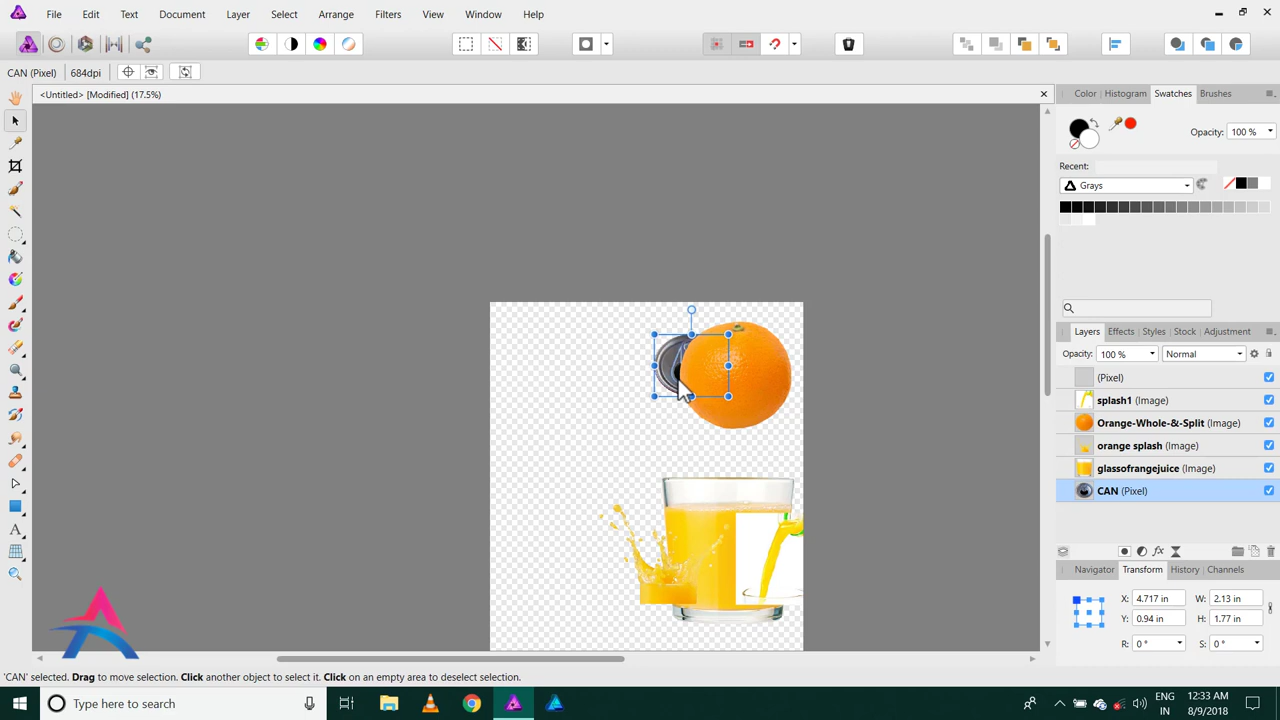 File Edit Text Document Layer Select Arrange Filters View Window Help
CAN (Pixel) 684dpi
<Untitled> [Modified] (17.5%)
Color Histogram Swatches Brushes
Opacity: 100 %
Recent:
Grays
Layers Effects Styles Stock Adjustment
Opacity: 100 % Normal
(Pixel)
splash1 (Image)
Orange-Whole-&-Split (Image)
orange splash (Image)
glassofrangejuice (Image)
CAN (Pixel)
Navigator Transform History Channels
X: 4.717 in W: 2.13 in
Y: 0.94 in H: 1.77 in
R: 0 ° S: 0 °
'CAN' selected. Drag to move selection. Click another object to select it. Click on an empty area to deselect selection.
Type here to search
ENG
IN
12:33 AM
8/9/2018